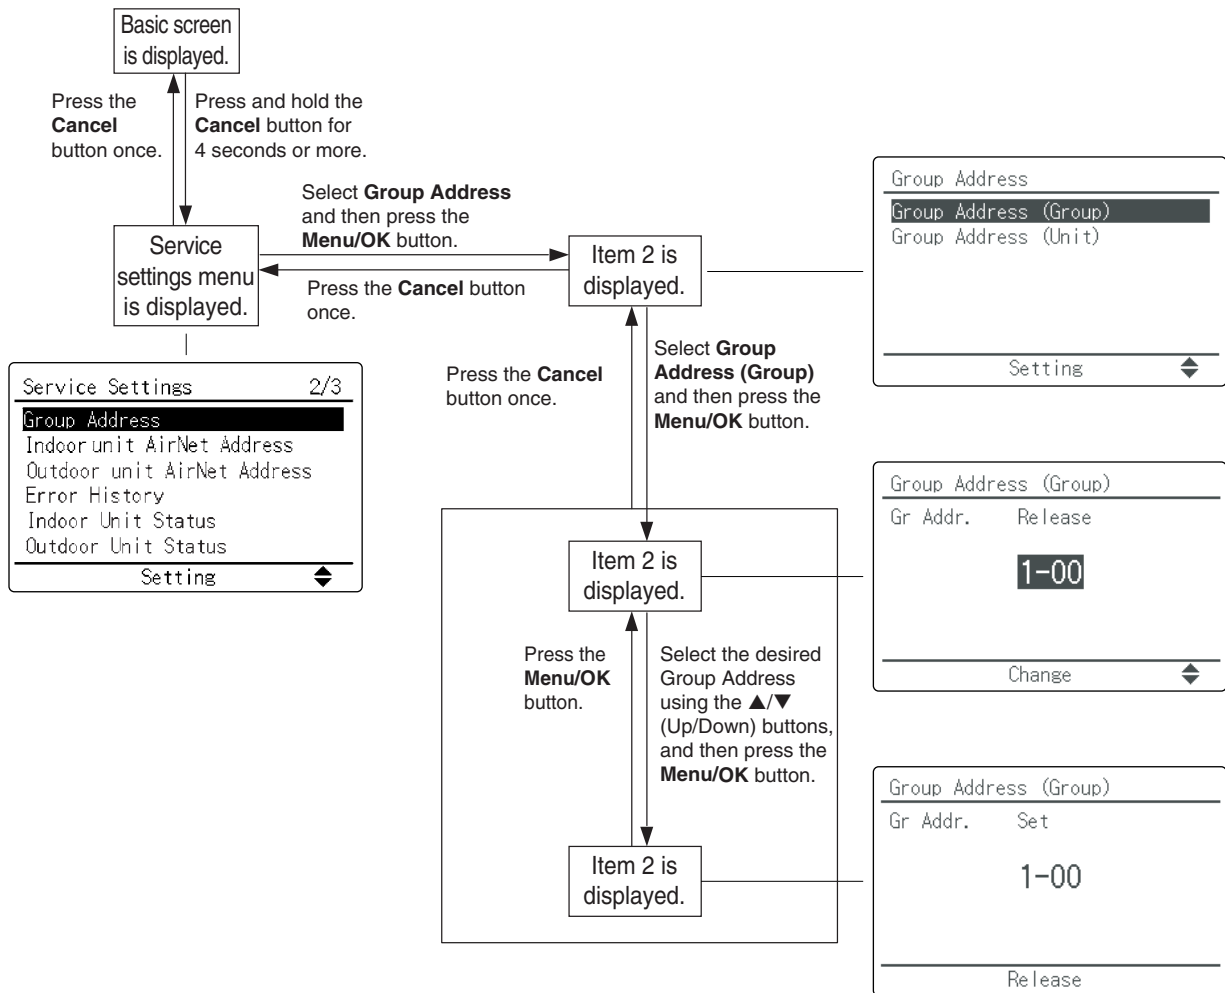 Basic screen
is displayed.
Press the
Cancel
button once.
Press and hold the
Cancel button for
4 seconds or more.
Service
settings menu
is displayed.
Select Group Address
and then press the
Menu/OK button.
Press the Cancel button
once.
Item 2 is
displayed.
Group Address
Group Address (Group)
Group Address (Unit)
Setting
Service Settings 2/3
Group Address
Indoor unit AirNet Address
Outdoor unit AirNet Address
Error History
Indoor Unit Status
Outdoor Unit Status
Setting
Press the Cancel
button once.
Select Group
Address (Group)
and then press the
Menu/OK button.
Item 2 is
displayed.
Group Address (Group)
Gr Addr. Release
1-00
Change
Press the
Menu/OK
button.
Select the desired
Group Address
using the ▲/▼
(Up/Down) buttons,
and then press the
Menu/OK button.
Item 2 is
displayed.
Group Address (Group)
Gr Addr. Set
1-00
Release